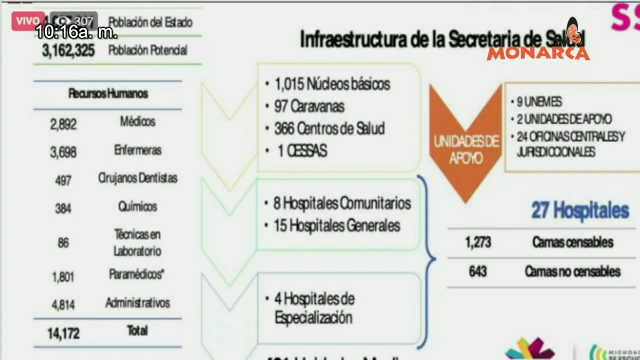 VIVO 307
10:16a. m.
Población del Estado
3,162,325 Población Potencial
Infraestructura de la Secretaria de Salud
MONARCA
Recursos Humanos
2,892 Médicos
3,698 Enfermeras
497 Cirujanos Dentistas
384 Químicos
86 Técnicas en
Laboratorio
1,801 Paramédicos*
4,814 Administrativos
14,172 Total
• 1,015 Núcleos básicos
• 97 Caravanas
• 366 Centros de Salud
• 1 CESSAS
• 8 Hospitales Comunitarios
• 15 Hospitales Generales
• 4 Hospitales de
Especialización
UNIDADES DE
APOYO
• 9 UNEMES
• 2 UNIDADES DE APOYO
• 24 OFICINAS CENTRALES Y
JURISDICCIONALES
27 Hospitales
1,273 Camas censables
643 Camas no censables